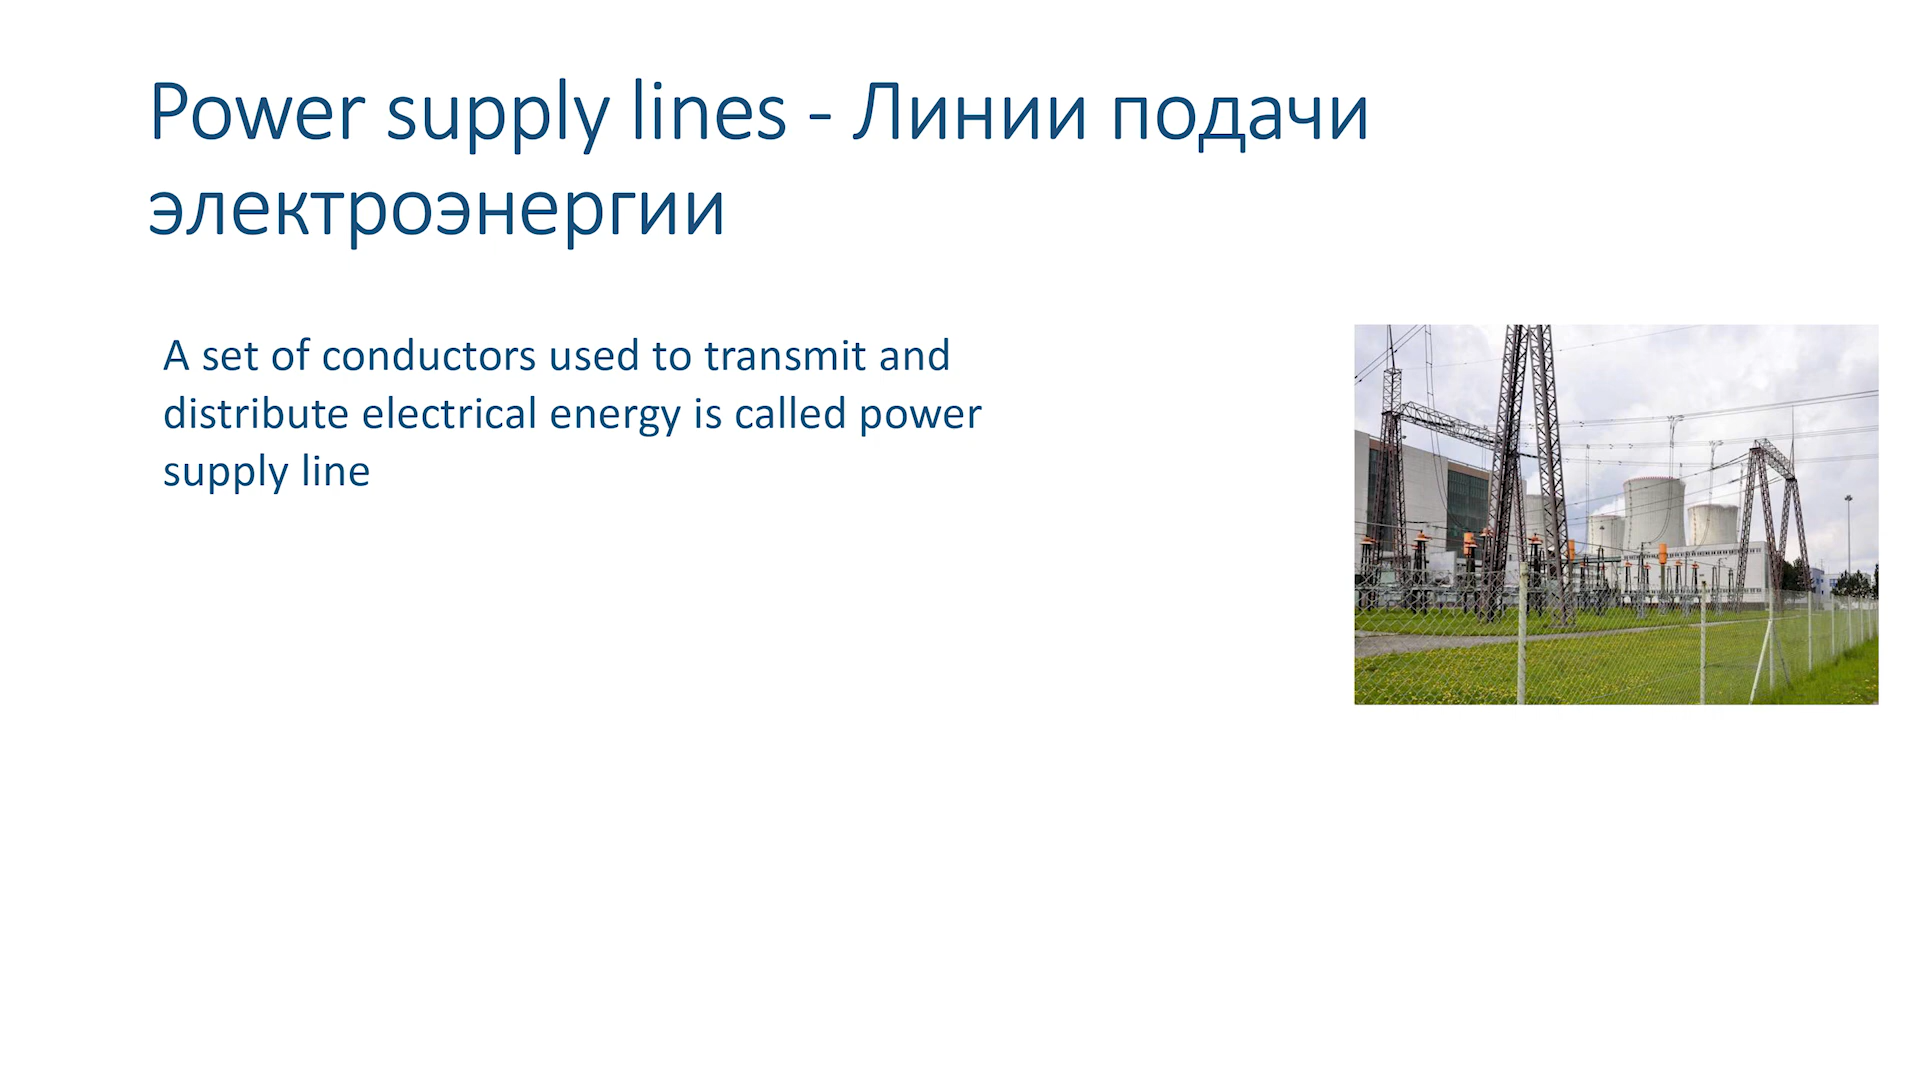 Power supply lines - Линии подачи
электроэнергии
A set of conductors used to transmit and
distribute electrical energy is called power
supply line